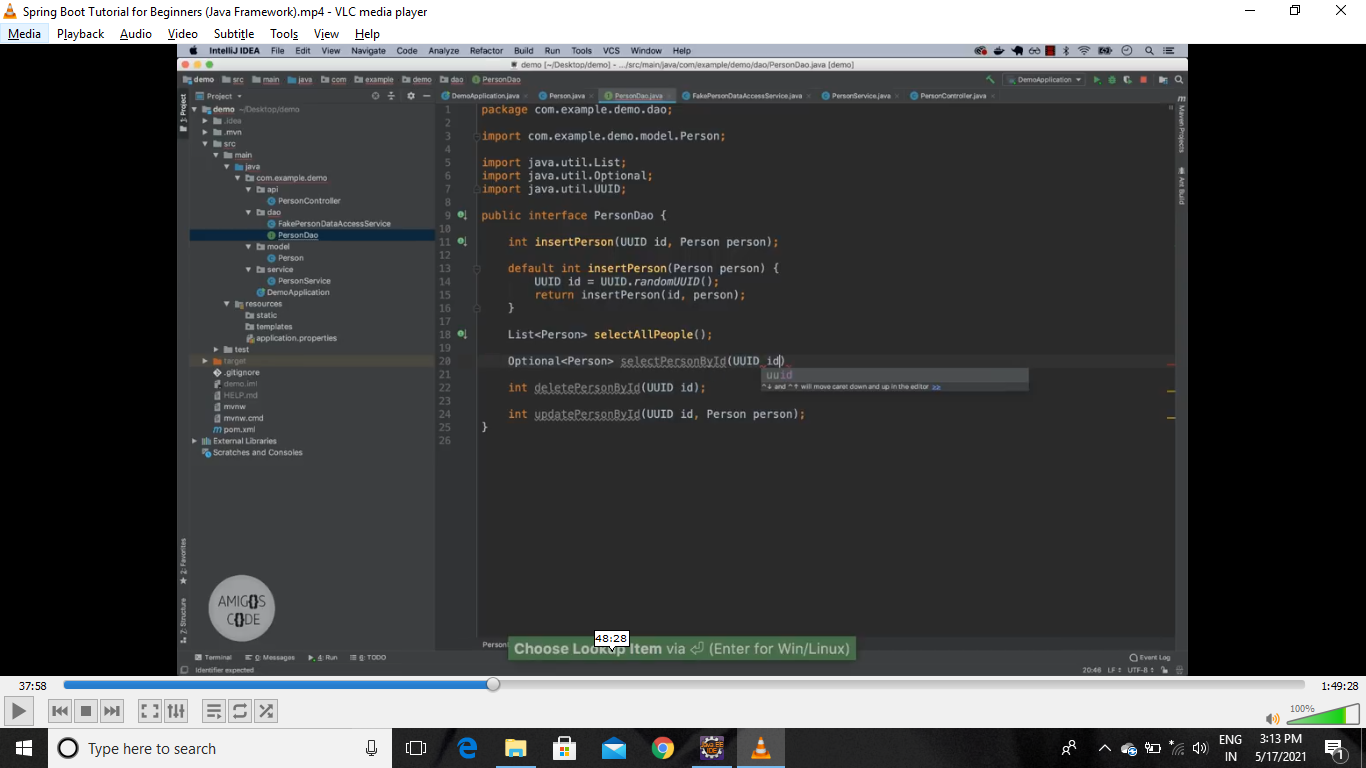 Spring Boot Tutorial for Beginners (Java Framework).mp4 - VLC media player
Media Playback Audio Video Subtitle Tools View Help
IntelliJ IDEA File Edit View Navigate Code Analyze Refactor Build Run Tools VCS Window Help
demo [~/Desktop/demo] - .../src/main/java/com/example/demo/dao/PersonDao.java [demo]
demo src main java com example demo dao PersonDao DemoApplication
1: Project
Project
DemoApplication.java Person.java PersonDao.java FakePersonDataAccessService.java PersonService.java PersonController.java
demo ~/Desktop/demo
.idea
.mvn
src
main
java
com.example.demo
api
PersonController
dao
FakePersonDataAccessService
PersonDao
model
Person
service
PersonService
DemoApplication
resources
static
templates
application.properties
test
target
.gitignore
demo.iml
HELP.md
mvnw
mvnw.cmd
pom.xml
External Libraries
Scratches and Consoles
1 package com.example.demo.dao;
2
3 import com.example.demo.model.Person;
4
5 import java.util.List;
6 import java.util.Optional;
7 import java.util.UUID;
8
9 public interface PersonDao {
10
11 int insertPerson(UUID id, Person person);
12
13 default int insertPerson(Person person) {
14 UUID id = UUID.randomUUID();
15 return insertPerson(id, person);
16 }
17
18 List<Person> selectAllPeople();
19
20 Optional<Person> selectPersonById(UUID id)
uuid
21
^↓ and ^↑ will move caret down and up in the editor >>
22 int deletePersonById(UUID id);
23
24 int updatePersonById(UUID id, Person person);
25 }
26
Maven Projects
Ant Build
2: Favorites
7: Structure
AMIGOS
C{}DE
Person
48:28
Choose Lookup Item via ⏎ (Enter for Win/Linux)
Terminal 0: Messages 4: Run 6: TODO Event Log
Identifier expected 20:46 LF UTF-8
37:58 1:49:28
100%
Type here to search
Java EE
IDE
ENG
IN
3:13 PM
5/17/2021
1